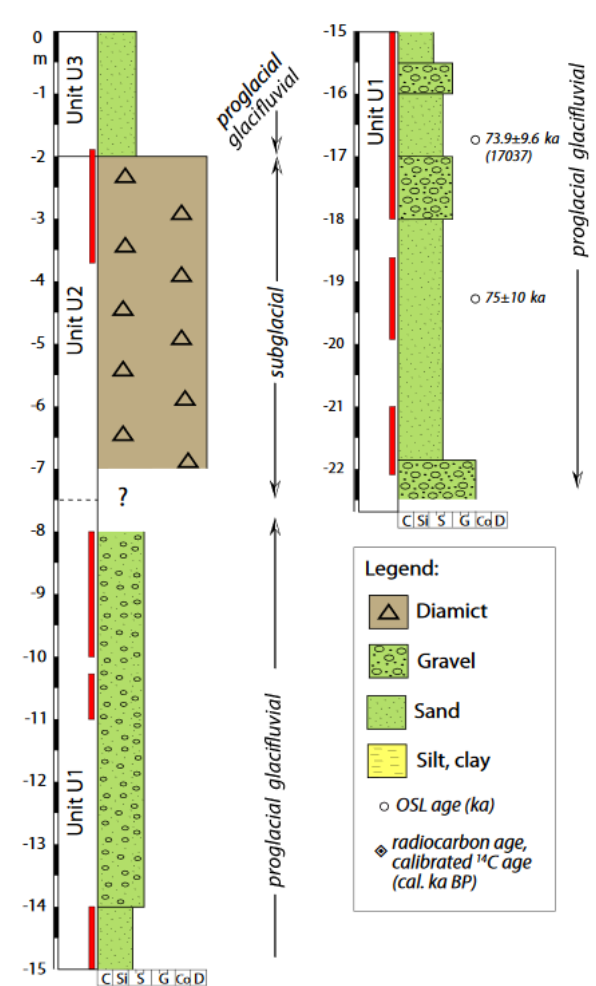 0
m
-1
-2
-3
-4
-5
-6
-7
-8
-9
-10
-11
-12
-13
-14
-15
Unit U3
Unit U2
Unit U1
?
proglacial
glacifluvial
subglacial
proglacial glacifluvial
C Si S G Co D
-15
-16
-17
-18
-19
-20
-21
-22
Unit U1
73.9±9.6 ka
(17037)
75±10 ka
proglacial glacifluvial
C Si S G Co D
Legend:
Diamict
Gravel
Sand
Silt, clay
OSL age (ka)
radiocarbon age,
calibrated ¹⁴C age
(cal. ka BP)